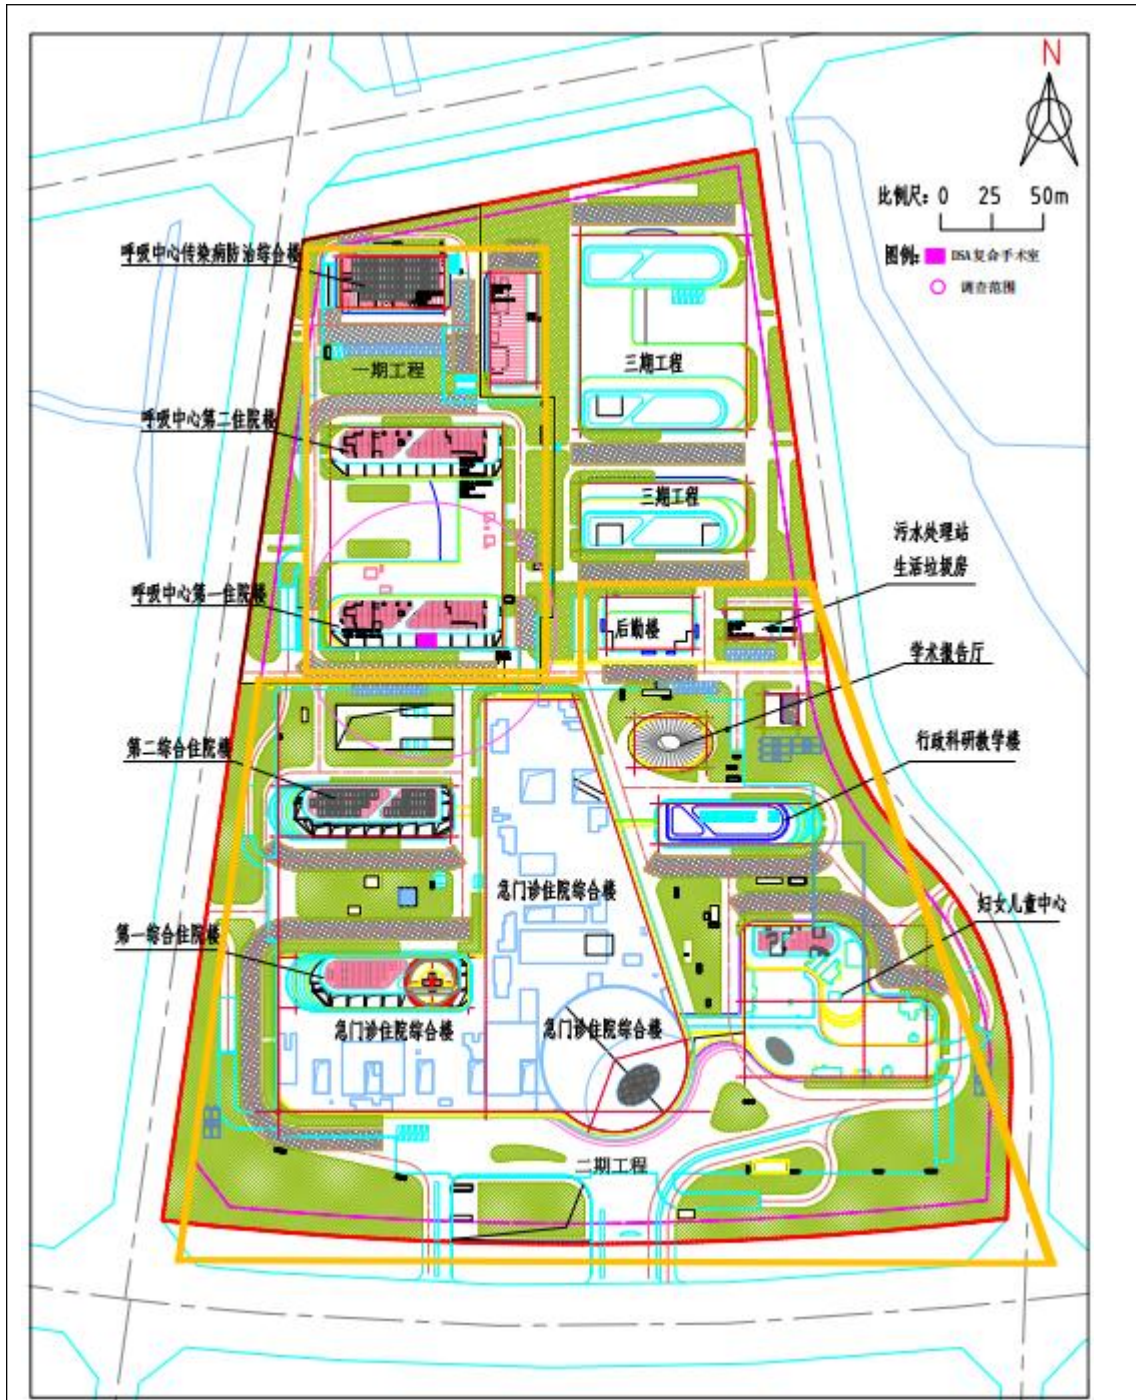 N
比例尺: 0 25 50m
图例:
DSA复合手术室
调查范围
呼吸中心传染病防治综合楼
一期工程
三期工程
呼吸中心第二住院楼
三期工程
污水处理站
生活垃圾房
呼吸中心第一住院楼
后勤楼
学术报告厅
第二综合住院楼
行政科研教学楼
急门诊住院综合楼
妇女儿童中心
第一综合住院楼
急门诊住院综合楼
急门诊住院综合楼
二期工程